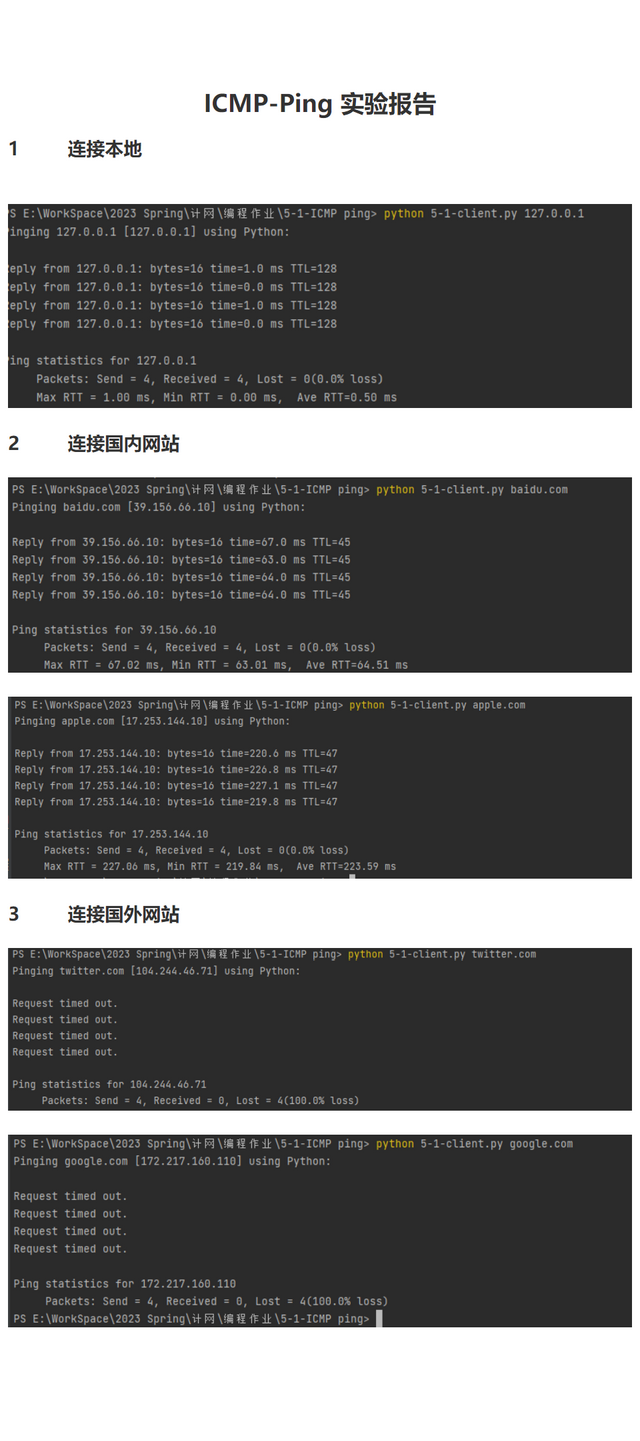 ICMP-Ping 实验报告
1 连接本地
PS E:\WorkSpace\2023 Spring\计网\编程作业\5-1-ICMP ping> python 5-1-client.py 127.0.0.1
Pinging 127.0.0.1 [127.0.0.1] using Python:
Reply from 127.0.0.1: bytes=16 time=1.0 ms TTL=128
Reply from 127.0.0.1: bytes=16 time=0.0 ms TTL=128
Reply from 127.0.0.1: bytes=16 time=1.0 ms TTL=128
Reply from 127.0.0.1: bytes=16 time=0.0 ms TTL=128
Ping statistics for 127.0.0.1
Packets: Send = 4, Received = 4, Lost = 0(0.0% loss)
Max RTT = 1.00 ms, Min RTT = 0.00 ms, Ave RTT=0.50 ms
2 连接国内网站
PS E:\WorkSpace\2023 Spring\计网\编程作业\5-1-ICMP ping> python 5-1-client.py baidu.com
Pinging baidu.com [39.156.66.10] using Python:
Reply from 39.156.66.10: bytes=16 time=67.0 ms TTL=45
Reply from 39.156.66.10: bytes=16 time=63.0 ms TTL=45
Reply from 39.156.66.10: bytes=16 time=64.0 ms TTL=45
Reply from 39.156.66.10: bytes=16 time=64.0 ms TTL=45
Ping statistics for 39.156.66.10
Packets: Send = 4, Received = 4, Lost = 0(0.0% loss)
Max RTT = 67.02 ms, Min RTT = 63.01 ms, Ave RTT=64.51 ms
PS E:\WorkSpace\2023 Spring\计网\编程作业\5-1-ICMP ping> python 5-1-client.py apple.com
Pinging apple.com [17.253.144.10] using Python:
Reply from 17.253.144.10: bytes=16 time=220.6 ms TTL=47
Reply from 17.253.144.10: bytes=16 time=226.8 ms TTL=47
Reply from 17.253.144.10: bytes=16 time=227.1 ms TTL=47
Reply from 17.253.144.10: bytes=16 time=219.8 ms TTL=47
Ping statistics for 17.253.144.10
Packets: Send = 4, Received = 4, Lost = 0(0.0% loss)
Max RTT = 227.06 ms, Min RTT = 219.84 ms, Ave RTT=223.59 ms
3 连接国外网站
PS E:\WorkSpace\2023 Spring\计网\编程作业\5-1-ICMP ping> python 5-1-client.py twitter.com
Pinging twitter.com [104.244.46.71] using Python:
Request timed out.
Request timed out.
Request timed out.
Request timed out.
Ping statistics for 104.244.46.71
Packets: Send = 4, Received = 0, Lost = 4(100.0% loss)
PS E:\WorkSpace\2023 Spring\计网\编程作业\5-1-ICMP ping> python 5-1-client.py google.com
Pinging google.com [172.217.160.110] using Python:
Request timed out.
Request timed out.
Request timed out.
Request timed out.
Ping statistics for 172.217.160.110
Packets: Send = 4, Received = 0, Lost = 4(100.0% loss)
PS E:\WorkSpace\2023 Spring\计网\编程作业\5-1-ICMP ping>